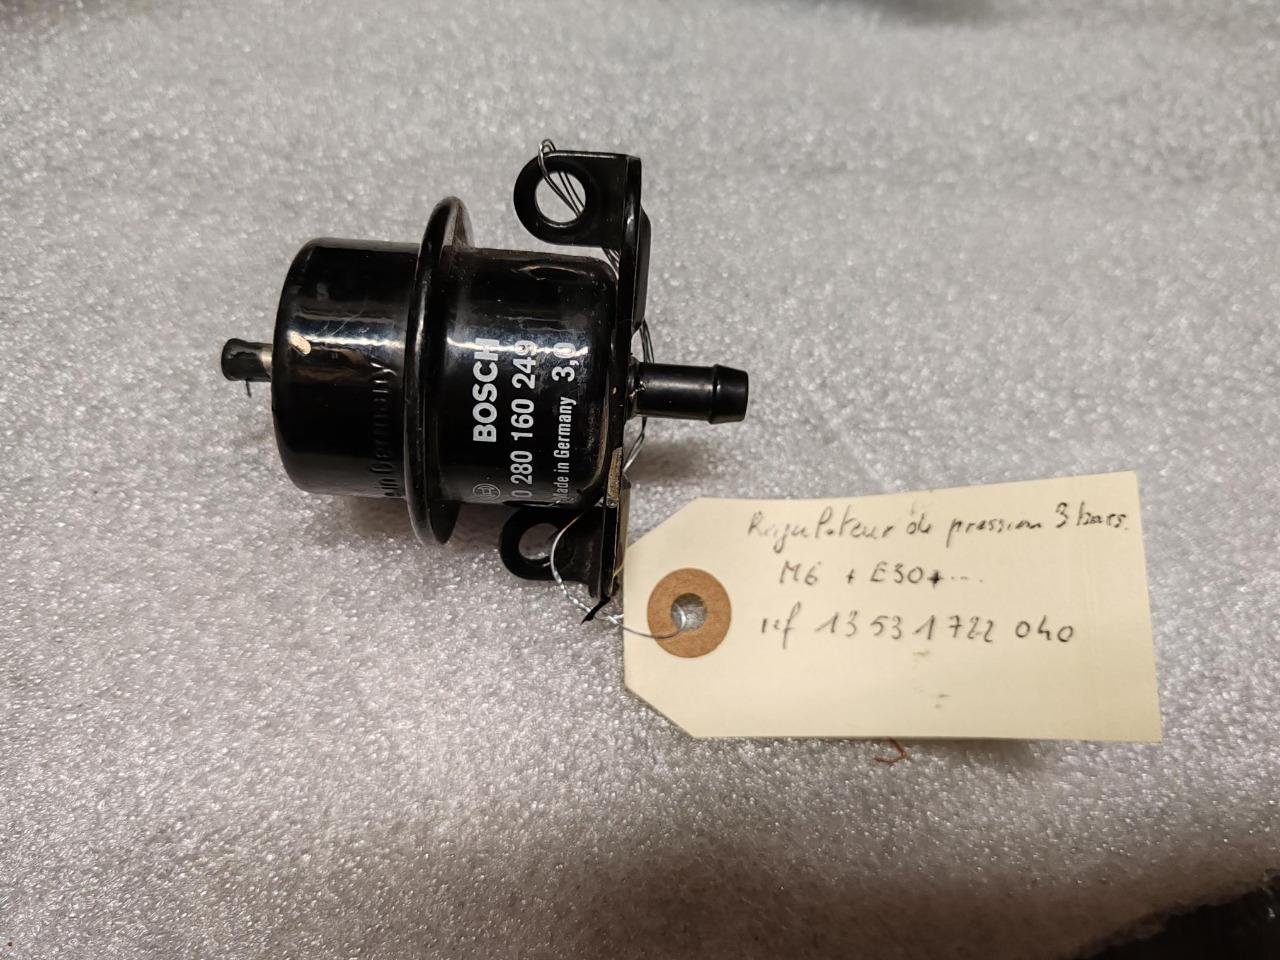 BOSCH
0 280 160 249
Made in Germany 3,0
Germany
Regulateur de pression 3 bars.
M6 + E30+....
ref 13 53 1 722 040